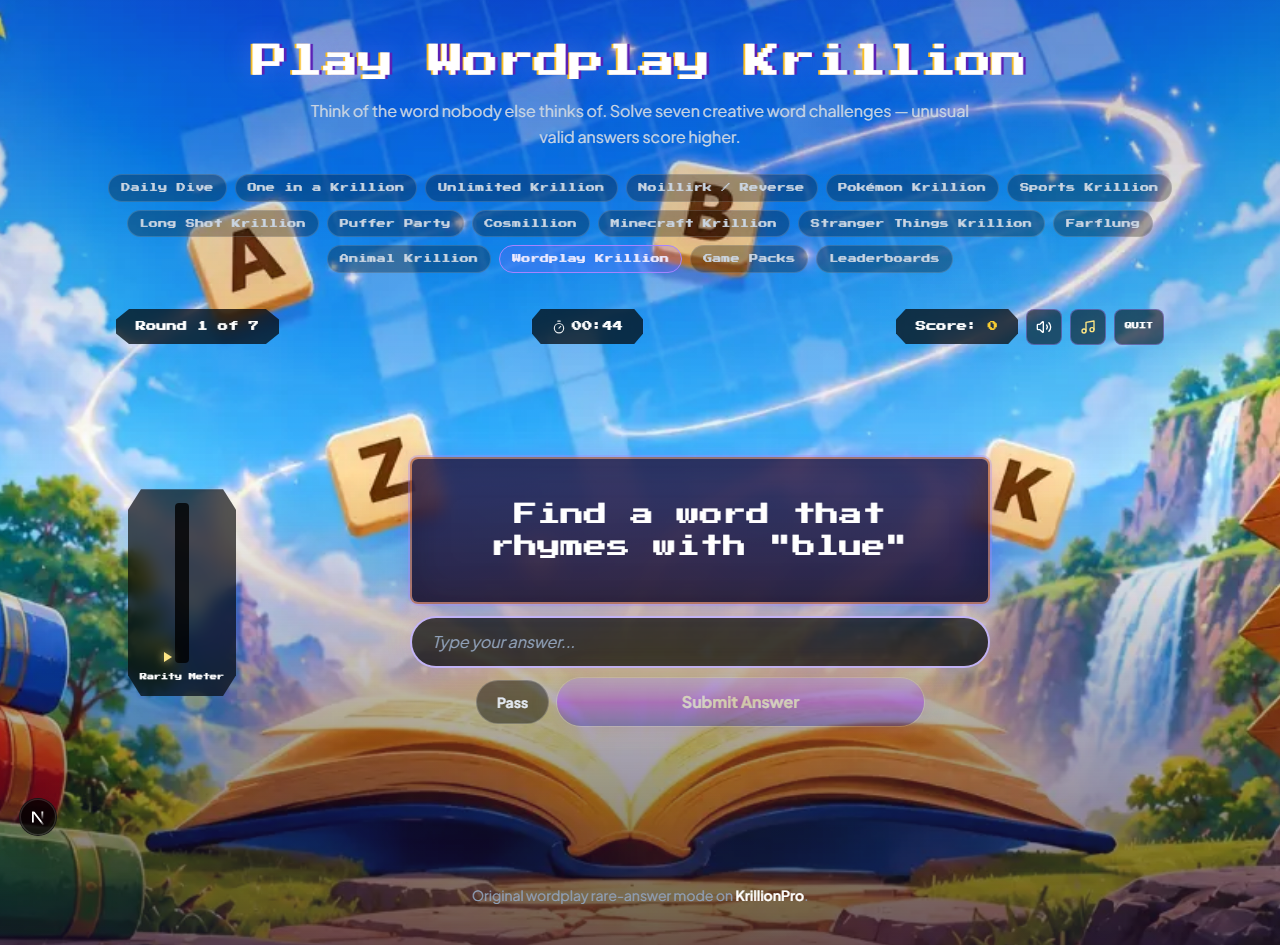 Play Wordplay Krillion
Think of the word nobody else thinks of. Solve seven creative word challenges — unusual
valid answers score higher.
Daily Dive
One in a Krillion
Unlimited Krillion
Noillirk / Reverse
Pokémon Krillion
Sports Krillion
Long Shot Krillion
Puffer Party
Cosmillion
Minecraft Krillion
Stranger Things Krillion
Farflung
Animal Krillion
Wordplay Krillion
Game Packs
Leaderboards
A
B
Round 1 of 7
00:44
Score: 0
QUIT
Z
K
Find a word that
rhymes with "blue"
Type your answer...
Rarity Meter
Pass
Submit Answer
N
Original wordplay rare-answer mode on KrillionPro.